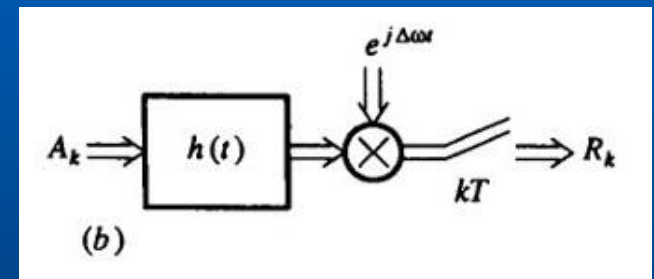 e^{jΔωt}
A_k h(t) R_k
kT
(b)